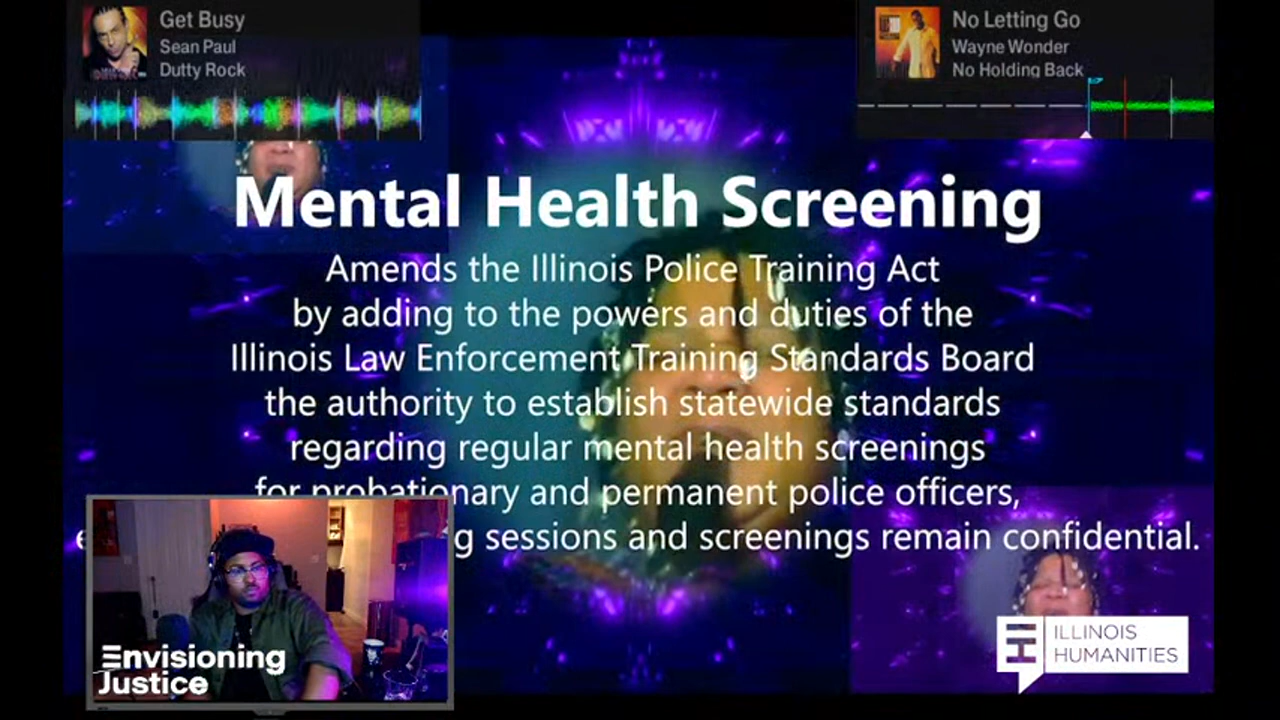 Get Busy
Sean Paul
Dutty Rock
No Letting Go
Wayne Wonder
No Holding Back
Mental Health Screening
Amends the Illinois Police Training Act
by adding to the powers and duties of the
Illinois Law Enforcement Training Standards Board
the authority to establish statewide standards
regarding regular mental health screenings
for probationary and permanent police officers,
sessions and screenings remain confidential.
Envisioning
Justice
ILLINOIS
HUMANITIES